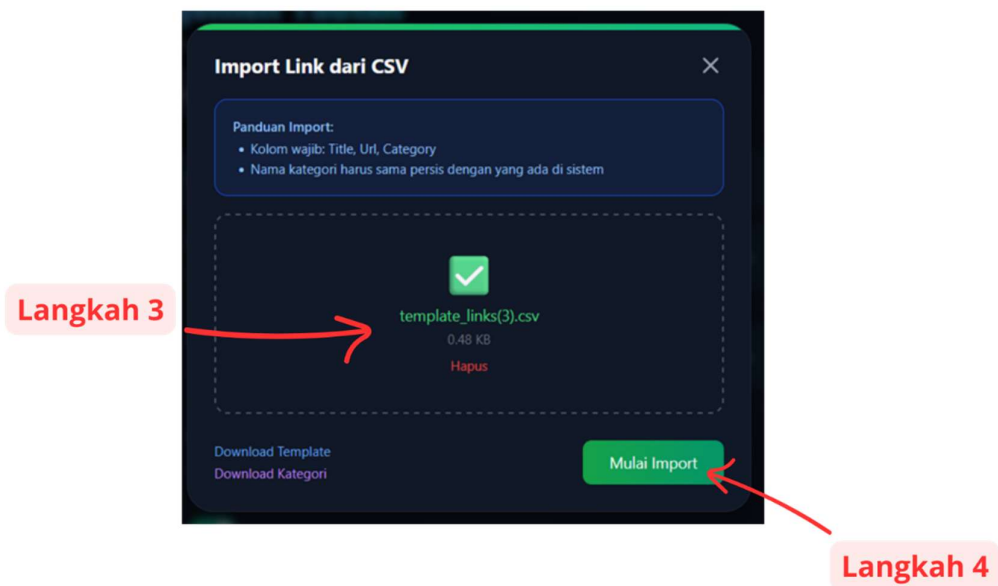 Import Link dari CSV
Panduan Import:
• Kolom wajib: Title, Url, Category
• Nama kategori harus sama persis dengan yang ada di sistem
Langkah 3
template_links(3).csv
0.48 KB
Hapus
Download Template
Download Kategori
Mulai Import
Langkah 4